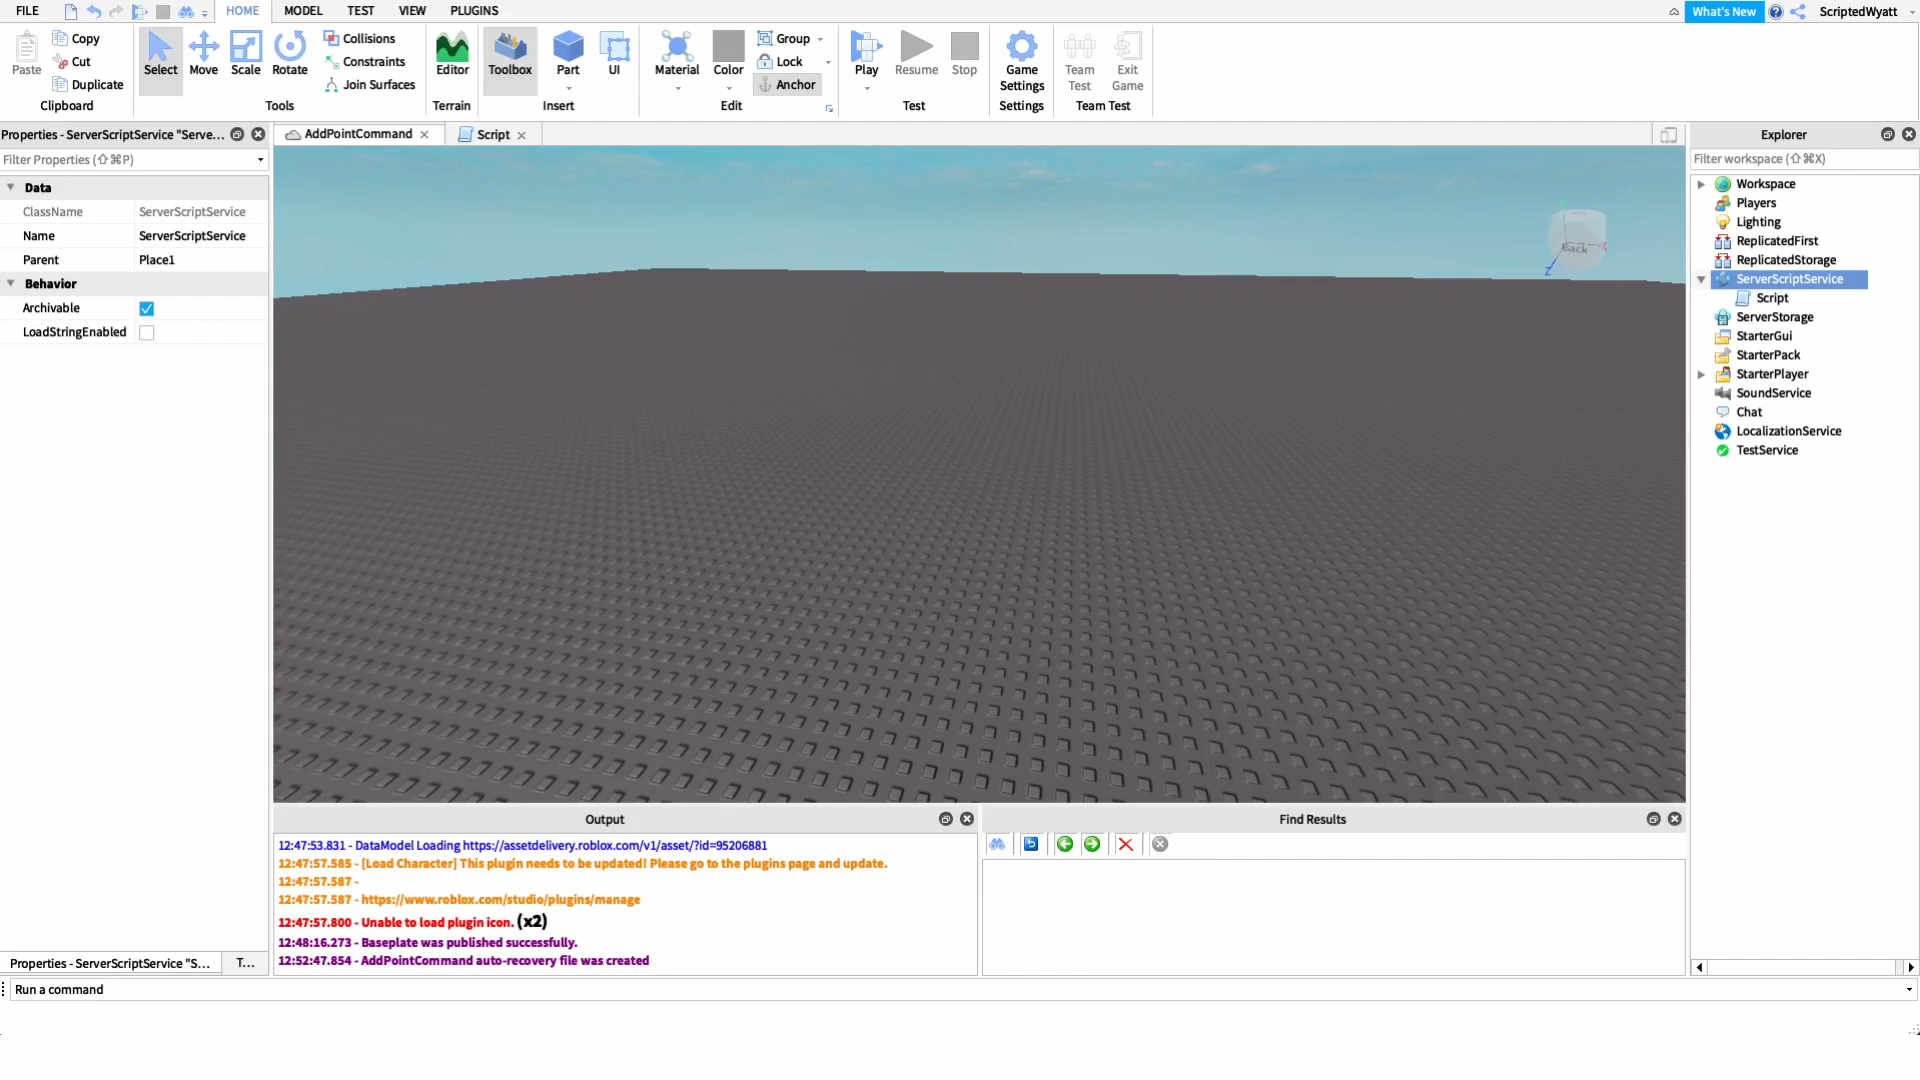 FILE
HOME
MODEL
TEST
VIEW
PLUGINS
What's New
ScriptedWyatt
Paste
Copy
Cut
Duplicate
Clipboard
Select
Move
Scale
Rotate
Collisions
Constraints
Join Surfaces
Tools
Editor
Terrain
Toolbox
Part
UI
Insert
Material
Color
Group
Lock
Anchor
Edit
Play
Resume
Stop
Test
Game
Settings
Settings
Team
Test
Exit
Game
Team Test
Properties - ServerScriptService "Serve...
Filter Properties (⇧⌘P)
Data
ClassName ServerScriptService
Name ServerScriptService
Parent Place1
Behavior
Archivable
LoadStringEnabled
AddPointCommand
Script
Back
Z
Explorer
Filter workspace (⇧⌘X)
Workspace
Players
Lighting
ReplicatedFirst
ReplicatedStorage
ServerScriptService
Script
ServerStorage
StarterGui
StarterPack
StarterPlayer
SoundService
Chat
LocalizationService
TestService
Output
12:47:53.831 - DataModel Loading https://assetdelivery.roblox.com/v1/asset/?id=95206881
12:47:57.585 - [Load Character] This plugin needs to be updated! Please go to the plugins page and update.
12:47:57.587 -
12:47:57.587 - https://www.roblox.com/studio/plugins/manage
12:47:57.800 - Unable to load plugin icon. (x2)
12:48:16.273 - Baseplate was published successfully.
12:52:47.854 - AddPointCommand auto-recovery file was created
Find Results
Properties - ServerScriptService "S...
T...
Run a command